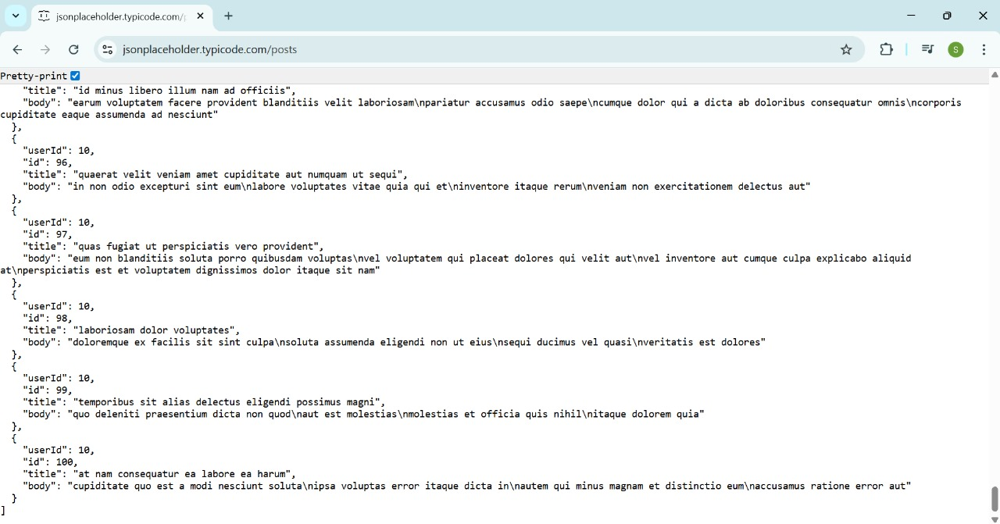 jsonplaceholder.typicode.com/p
jsonplaceholder.typicode.com/posts
S
Pretty-print
"title": "id minus libero illum nam ad officiis",
"body": "earum voluptatem facere provident blanditiis velit laboriosam\npariatur accusamus odio saepe\ncumque dolor qui a dicta ab doloribus consequatur omnis\ncorporis
cupiditate eaque assumenda ad nesciunt"
},
{
"userId": 10,
"id": 96,
"title": "quaerat velit veniam amet cupiditate aut numquam ut sequi",
"body": "in non odio excepturi sint eum\nlabore voluptates vitae quia qui et\ninventore itaque rerum\nveniam non exercitationem delectus aut"
},
{
"userId": 10,
"id": 97,
"title": "quas fugiat ut perspiciatis vero provident",
"body": "eum non blanditiis soluta porro quibusdam voluptas\nvel voluptatem qui placeat dolores qui velit aut\nvel inventore aut cumque culpa explicabo aliquid
at\nperspiciatis est et voluptatem dignissimos dolor itaque sit nam"
},
{
"userId": 10,
"id": 98,
"title": "laboriosam dolor voluptates",
"body": "doloremque ex facilis sit sint culpa\nsoluta assumenda eligendi non ut eius\nsequi ducimus vel quasi\nveritatis est dolores"
},
{
"userId": 10,
"id": 99,
"title": "temporibus sit alias delectus eligendi possimus magni",
"body": "quo deleniti praesentium dicta non quod\naut est molestias\nmolestias et officia quis nihil\nitaque dolorem quia"
},
{
"userId": 10,
"id": 100,
"title": "at nam consequatur ea labore ea harum",
"body": "cupiditate quo est a modi nesciunt soluta\nipsa voluptas error itaque dicta in\nautem qui minus magnam et distinctio eum\naccusamus ratione error aut"
}
]